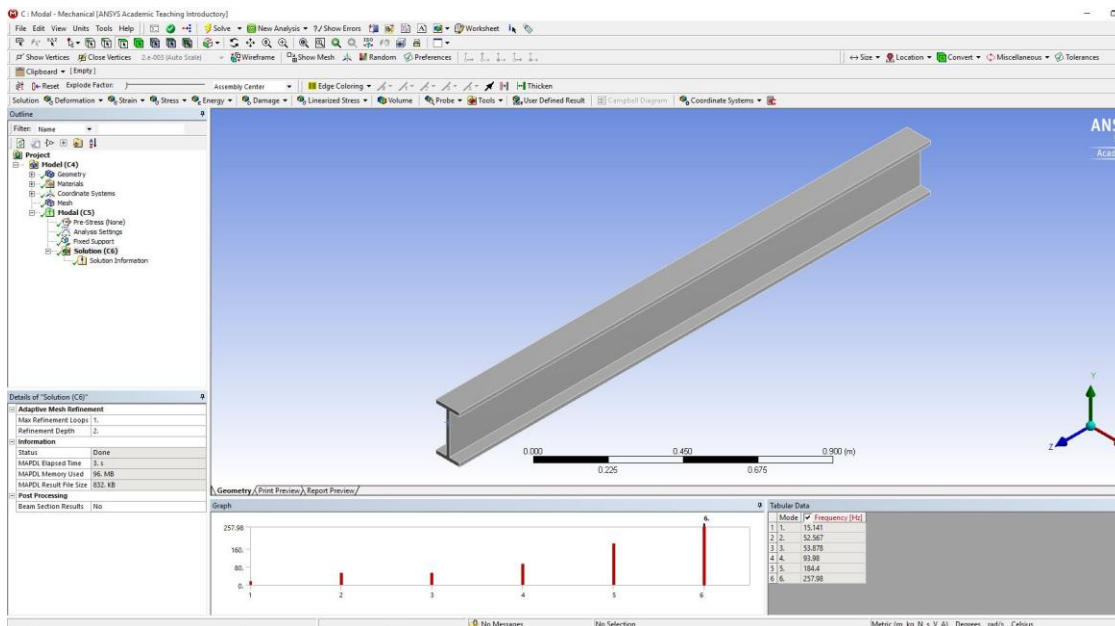 C : Modal - Mechanical [ANSYS Academic Teaching Introductory]
File Edit View Units Tools Help Solve New Analysis ?/ Show Errors Worksheet
Show Vertices Close Vertices 2.e-003 (Auto Scale) Wireframe Show Mesh Random Preferences Size Location Convert Miscellaneous Tolerances
Clipboard [Empty]
Reset Explode Factor: Assembly Center Edge Coloring Thicken
Solution Deformation Strain Stress Energy Damage Linearized Stress Volume Probe Tools User Defined Result Campbell Diagram Coordinate Systems
Outline
Filter: Name
Project
Model (C4)
Geometry
Materials
Coordinate Systems
Mesh
Modal (C5)
Pre-Stress (None)
Analysis Settings
Fixed Support
Solution (C6)
Solution Information
ANS
Acade
0.000 0.450 0.900 (m)
0.225 0.675
Y
Z
Details of "Solution (C6)"
Adaptive Mesh Refinement
Max Refinement Loops 1.
Refinement Depth 2.
Information
Status Done
MAPDL Elapsed Time 3. s
MAPDL Memory Used 96. MB
MAPDL Result File Size 832. KB
Post Processing
Beam Section Results No
Geometry Print Preview Report Preview
Graph
6.
257.98
160.
80.
0.
1 2 3 4 5 6
Tabular Data
Mode Frequency [Hz]
1 1. 15.141
2 2. 52.567
3 3. 53.878
4 4. 93.98
5 5. 184.4
6 6. 257.98
No Messages No Selection Metric (m, kg, N, s, V, A) Degrees rad/s Celsius